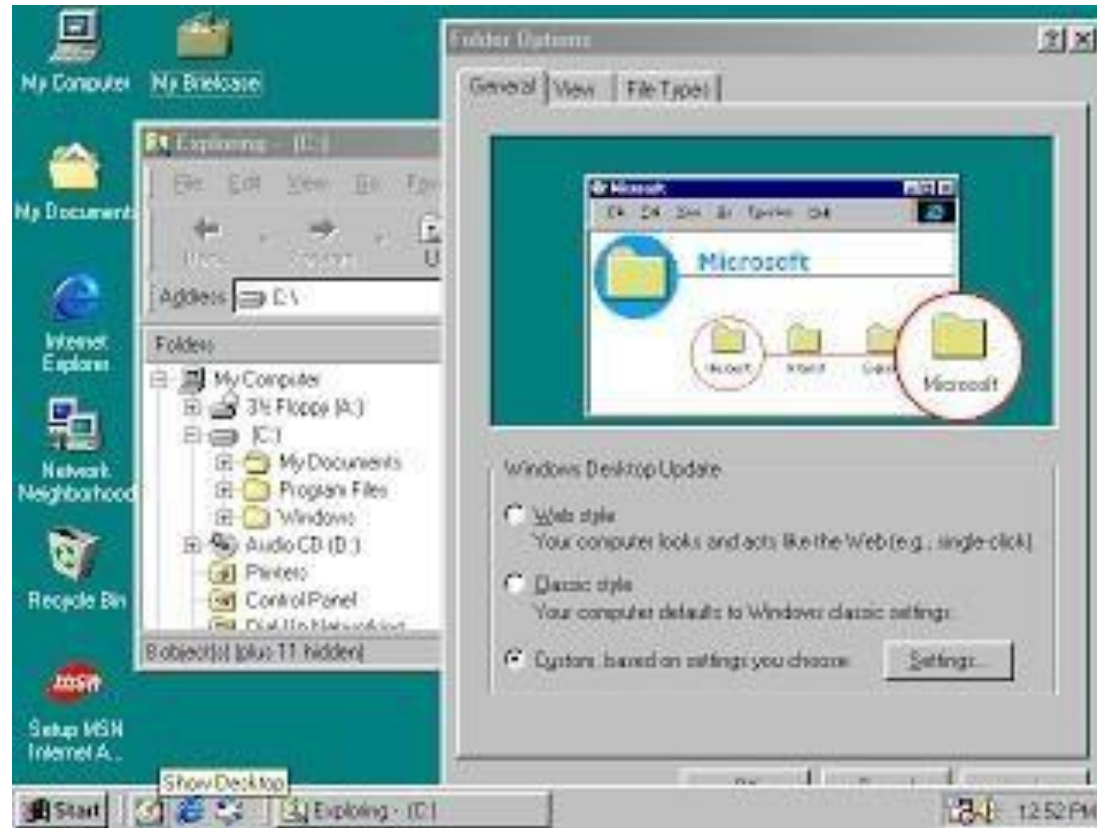 My Computer
My Briefcase
My Documents
Internet
Explorer
Network
Neighborhood
Recycle Bin
msn
Setup MSN
Internet A...
Exploring - (C:)
File Edit View Go
Address C:\
Folders
My Computer
3½ Floppy (A:)
(C:)
My Documents
Program Files
Windows
Audio CD (D:)
Printers
Control Panel
Dial-Up Networking
8 object(s) (plus 11 hidden)
Folder Options
General View File Types
Microsoft
Microsoft
Microsoft
Windows Desktop Update
Web style
Your computer looks and acts like the Web (e.g., single-click)
Classic style
Your computer defaults to Windows classic settings.
Custom, based on settings you choose Settings...
Show Desktop
Start Exploring - (C:) 12:52 PM